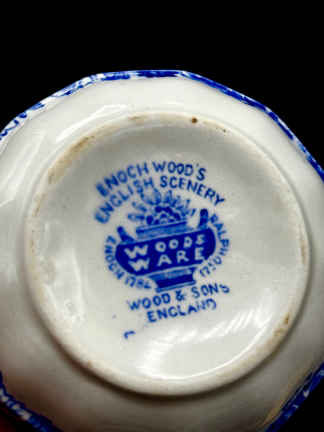 ENOCH WOOD'S
ENGLISH SCENERY
WOODS
WARE
ENOCH 1784
RALPH 1750
WOOD & SONS
ENGLAND